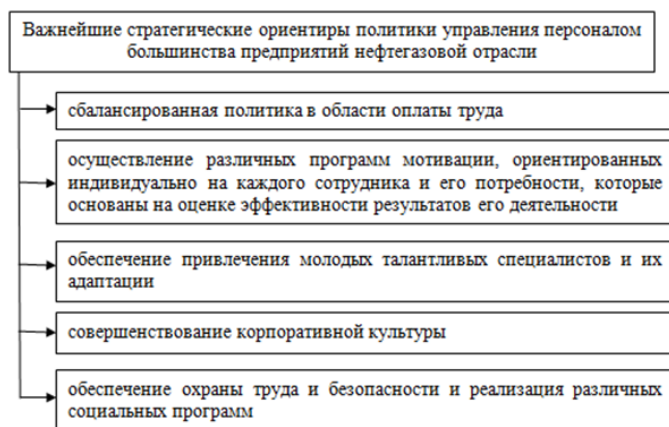 Важнейшие стратегические ориентиры политики управления персоналом
большинства предприятий нефтегазовой отрасли
сбалансированная политика в области оплаты труда
осуществление различных программ мотивации, ориентированных
индивидуально на каждого сотрудника и его потребности, которые
основаны на оценке эффективности результатов его деятельности
обеспечение привлечения молодых талантливых специалистов и их
адаптации
совершенствование корпоративной культуры
обеспечение охраны труда и безопасности и реализация различных
социальных программ